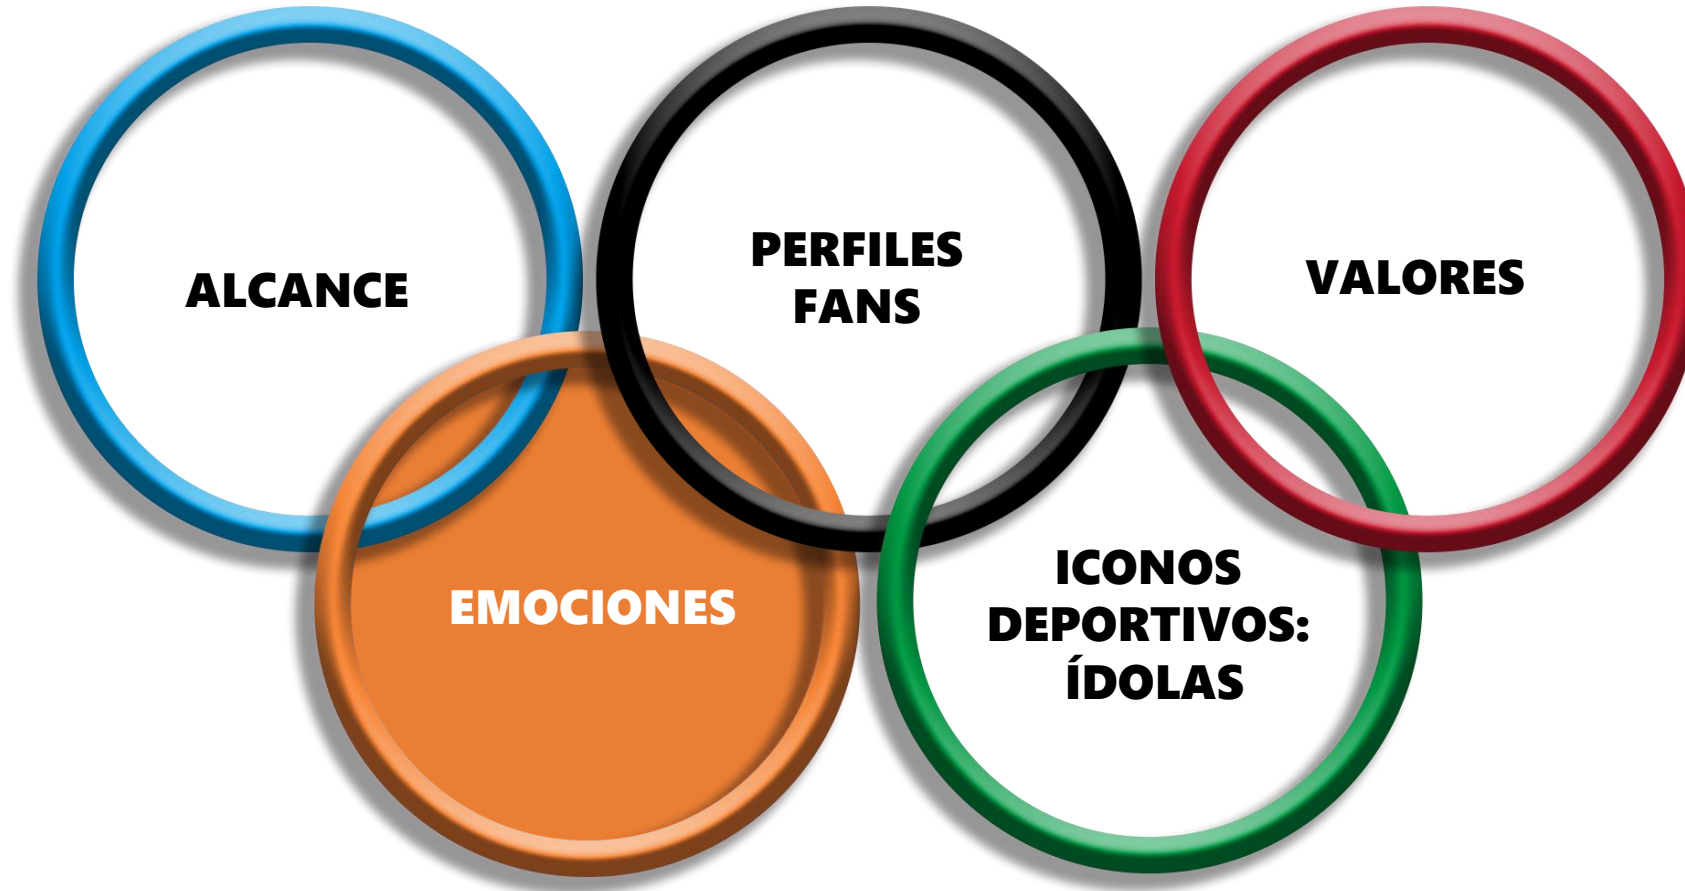 ALCANCE
PERFILES
FANS
VALORES
EMOCIONES
ICONOS
DEPORTIVOS:
ÍDOLAS